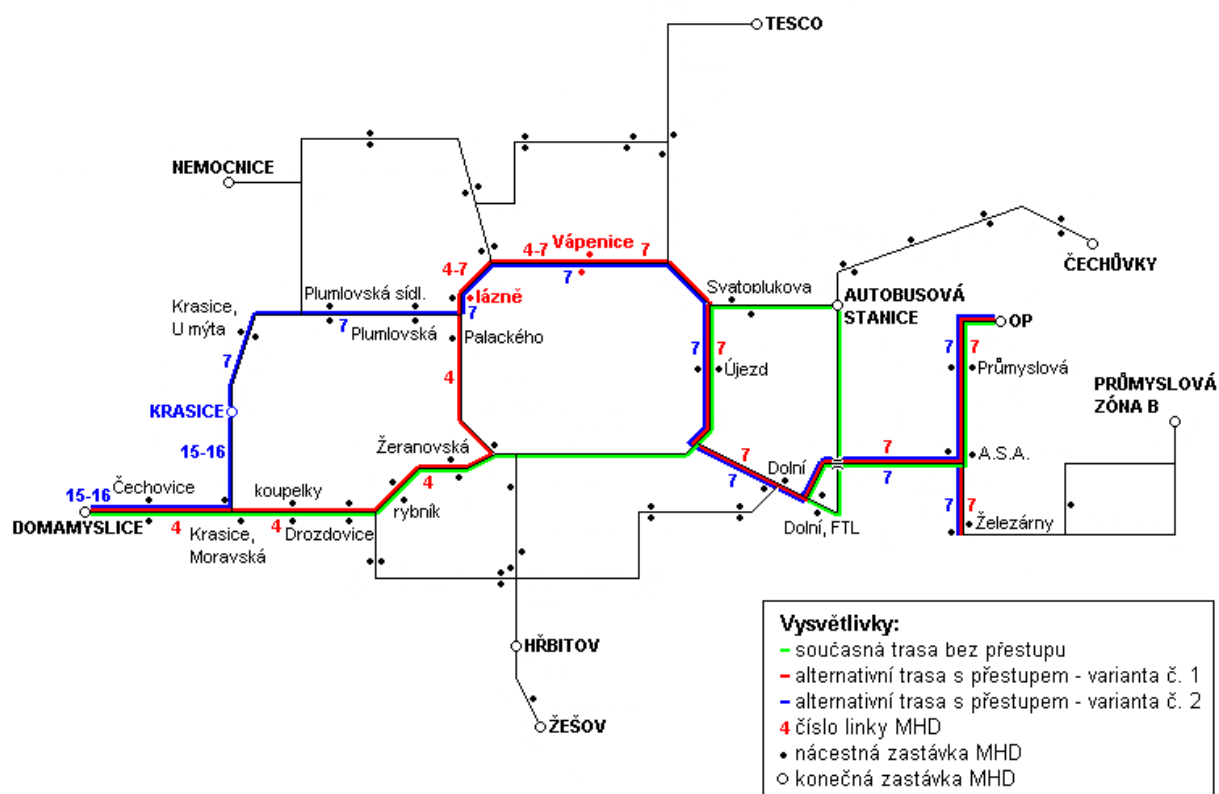 TESCO
NEMOCNICE
4-7
Vápenice
7
7
4-7
lázně
7
ČECHŮVKY
Svatoplukova
AUTOBUSOVÁ
STANICE
OP
Krasice,
U mýta
Plumlovská sídl.
7
Plumlovská
Palackého
7
4
7
7
Újezd
7
7
Průmyslová
PRŮMYSLOVÁ
ZÓNA B
KRASICE
15-16
Žeranovská
4
rybník
7
7
Dolní
7
7
A.S.A.
Dolní, FTL
7
7
Železárny
15-16
Čechovice
DOMAMYSLICE
4
Krasice,
Moravská
koupelky
4
Drozdovice
HŘBITOV
ŽEŠOV
Vysvětlivky:
současná trasa bez přestupu
alternativní trasa s přestupem - varianta č. 1
alternativní trasa s přestupem - varianta č. 2
4 číslo linky MHD
nácestná zastávka MHD
konečná zastávka MHD